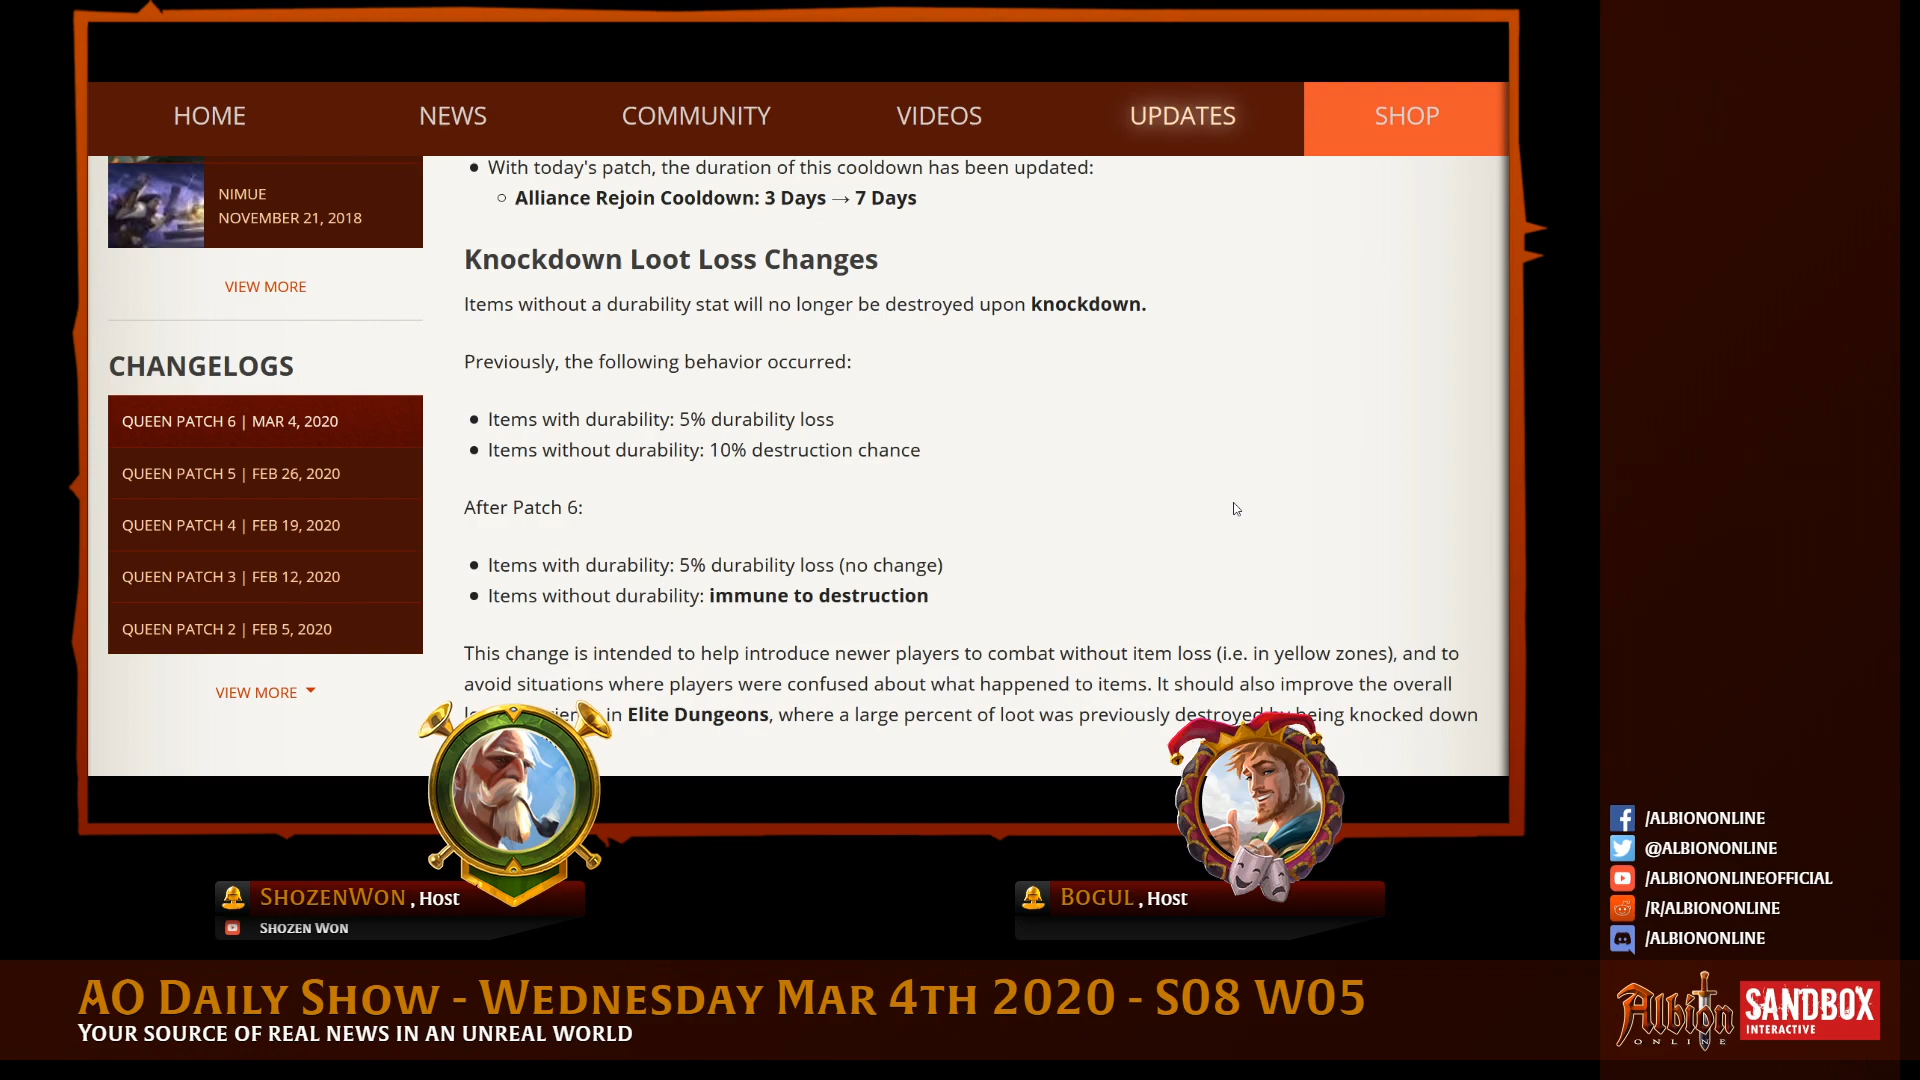 HOME NEWS COMMUNITY VIDEOS UPDATES SHOP
NIMUE
NOVEMBER 21, 2018
VIEW MORE
CHANGELOGS
QUEEN PATCH 6 | MAR 4, 2020
QUEEN PATCH 5 | FEB 26, 2020
QUEEN PATCH 4 | FEB 19, 2020
QUEEN PATCH 3 | FEB 12, 2020
QUEEN PATCH 2 | FEB 5, 2020
VIEW MORE
• With today's patch, the duration of this cooldown has been updated:
○ Alliance Rejoin Cooldown: 3 Days → 7 Days
Knockdown Loot Loss Changes
Items without a durability stat will no longer be destroyed upon knockdown.
Previously, the following behavior occurred:
• Items with durability: 5% durability loss
• Items without durability: 10% destruction chance
After Patch 6:
• Items with durability: 5% durability loss (no change)
• Items without durability: immune to destruction
This change is intended to help introduce newer players to combat without item loss (i.e. in yellow zones), and to
avoid situations where players were confused about what happened to items. It should also improve the overall
in Elite Dungeons, where a large percent of loot was previously destroyed by being knocked down
SHOZENWON, HOST
SHOZEN WON
BOGUL, HOST
/ALBIONONLINE
@ALBIONONLINE
/ALBIONONLINEOFFICIAL
/R/ALBIONONLINE
/ALBIONONLINE
AO DAILY SHOW - WEDNESDAY MAR 4TH 2020 - S08 W05
YOUR SOURCE OF REAL NEWS IN AN UNREAL WORLD
Albion
ONLINE
SANDBOX
INTERACTIVE